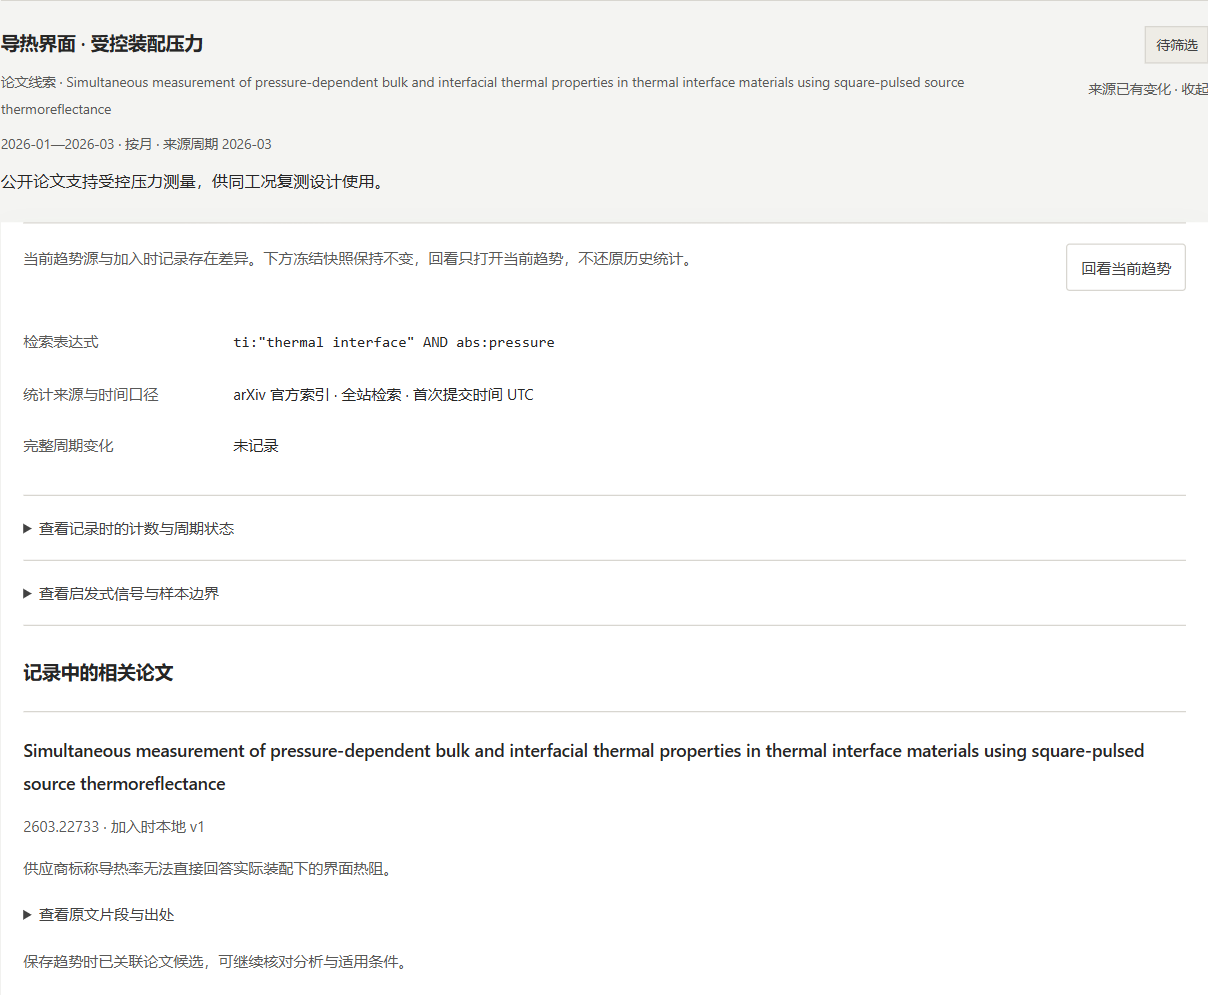 导热界面 · 受控装配压力
待筛选
论文线索 · Simultaneous measurement of pressure-dependent bulk and interfacial thermal properties in thermal interface materials using square-pulsed source
thermoreflectance
来源已有变化 · 收起
2026-01—2026-03 · 按月 · 来源周期 2026-03
公开论文支持受控压力测量，供同工况复测设计使用。
当前趋势源与加入时记录存在差异。下方冻结快照保持不变，回看只打开当前趋势，不还原历史统计。
回看当前趋势
检索表达式
ti:"thermal interface" AND abs:pressure
统计来源与时间口径
arXiv 官方索引 · 全站检索 · 首次提交时间 UTC
完整周期变化
未记录
▶ 查看记录时的计数与周期状态
▶ 查看启发式信号与样本边界
记录中的相关论文
Simultaneous measurement of pressure-dependent bulk and interfacial thermal properties in thermal interface materials using square-pulsed
source thermoreflectance
2603.22733 · 加入时本地 v1
供应商标称导热率无法直接回答实际装配下的界面热阻。
▶ 查看原文片段与出处
保存趋势时已关联论文候选，可继续核对分析与适用条件。